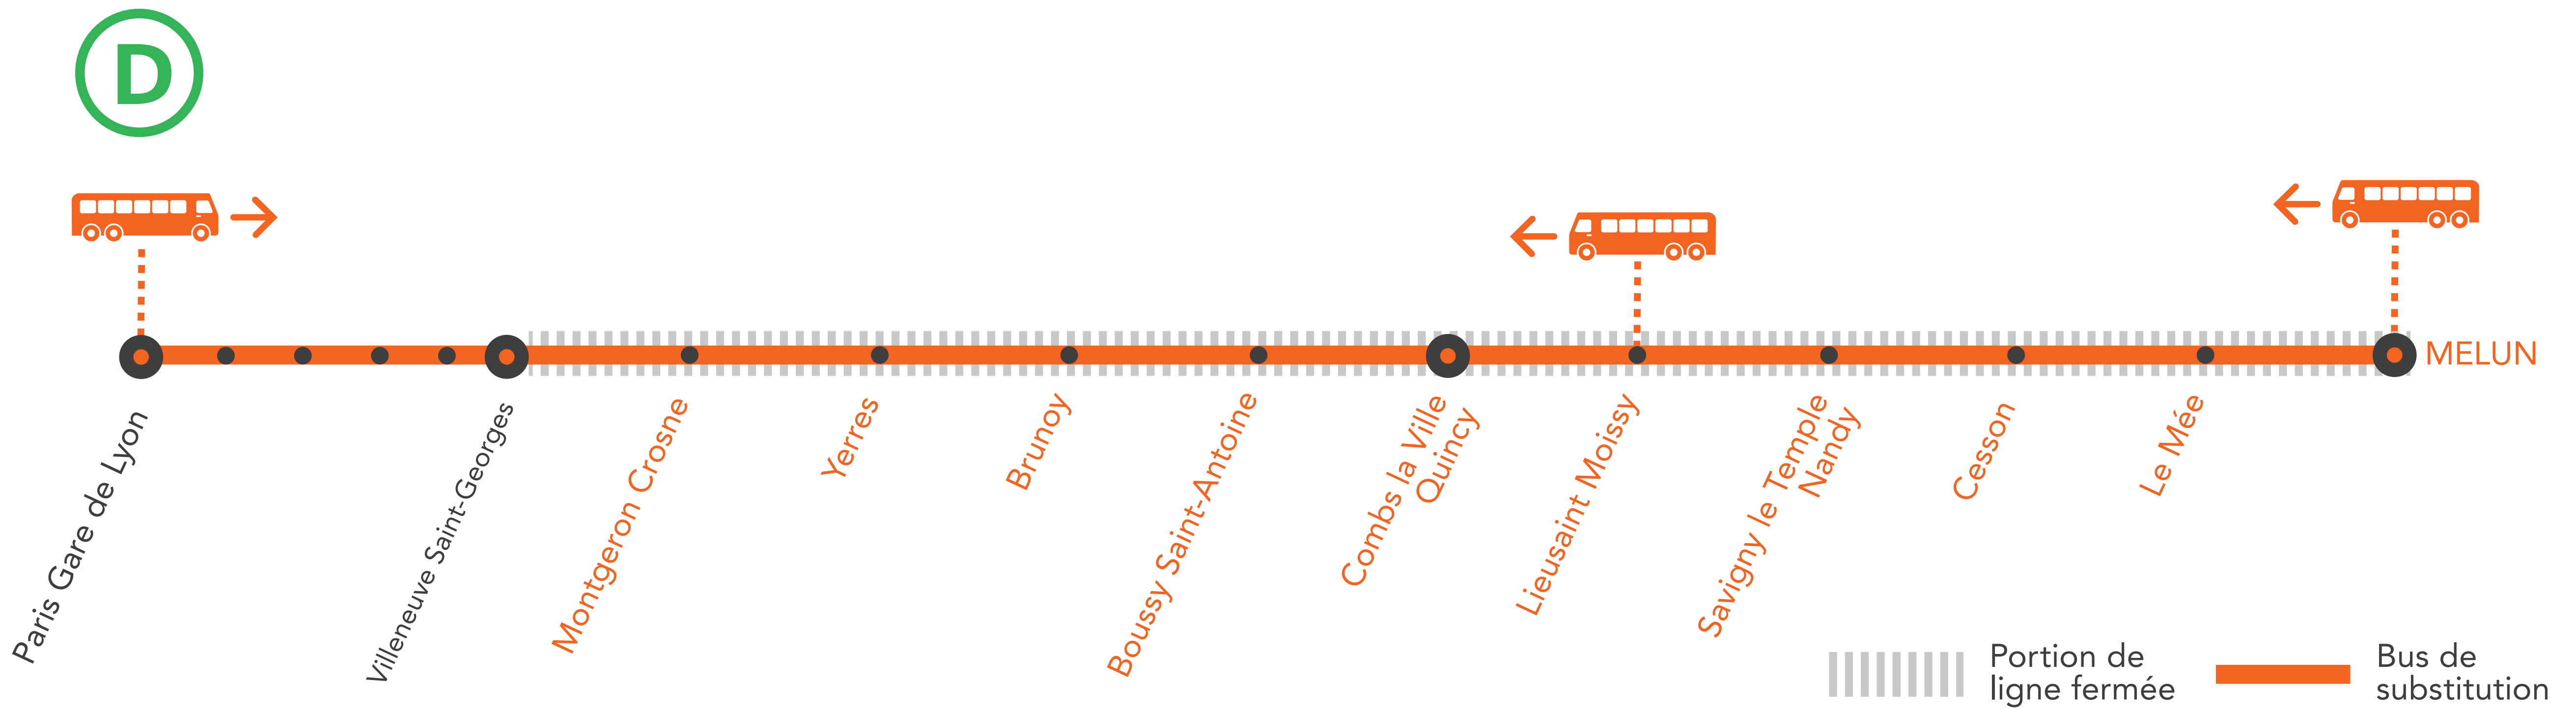 D
MELUN
Paris Gare de Lyon
Villeneuve Saint-Georges
Montgeron Crosne
Yerres
Brunoy
Boussy Saint-Antoine
Combs la Ville
Quincy
Lieusaint Moissy
Savigny le Temple
Nandy
Cesson
Le Mée
Portion de
ligne fermée
Bus de
substitution